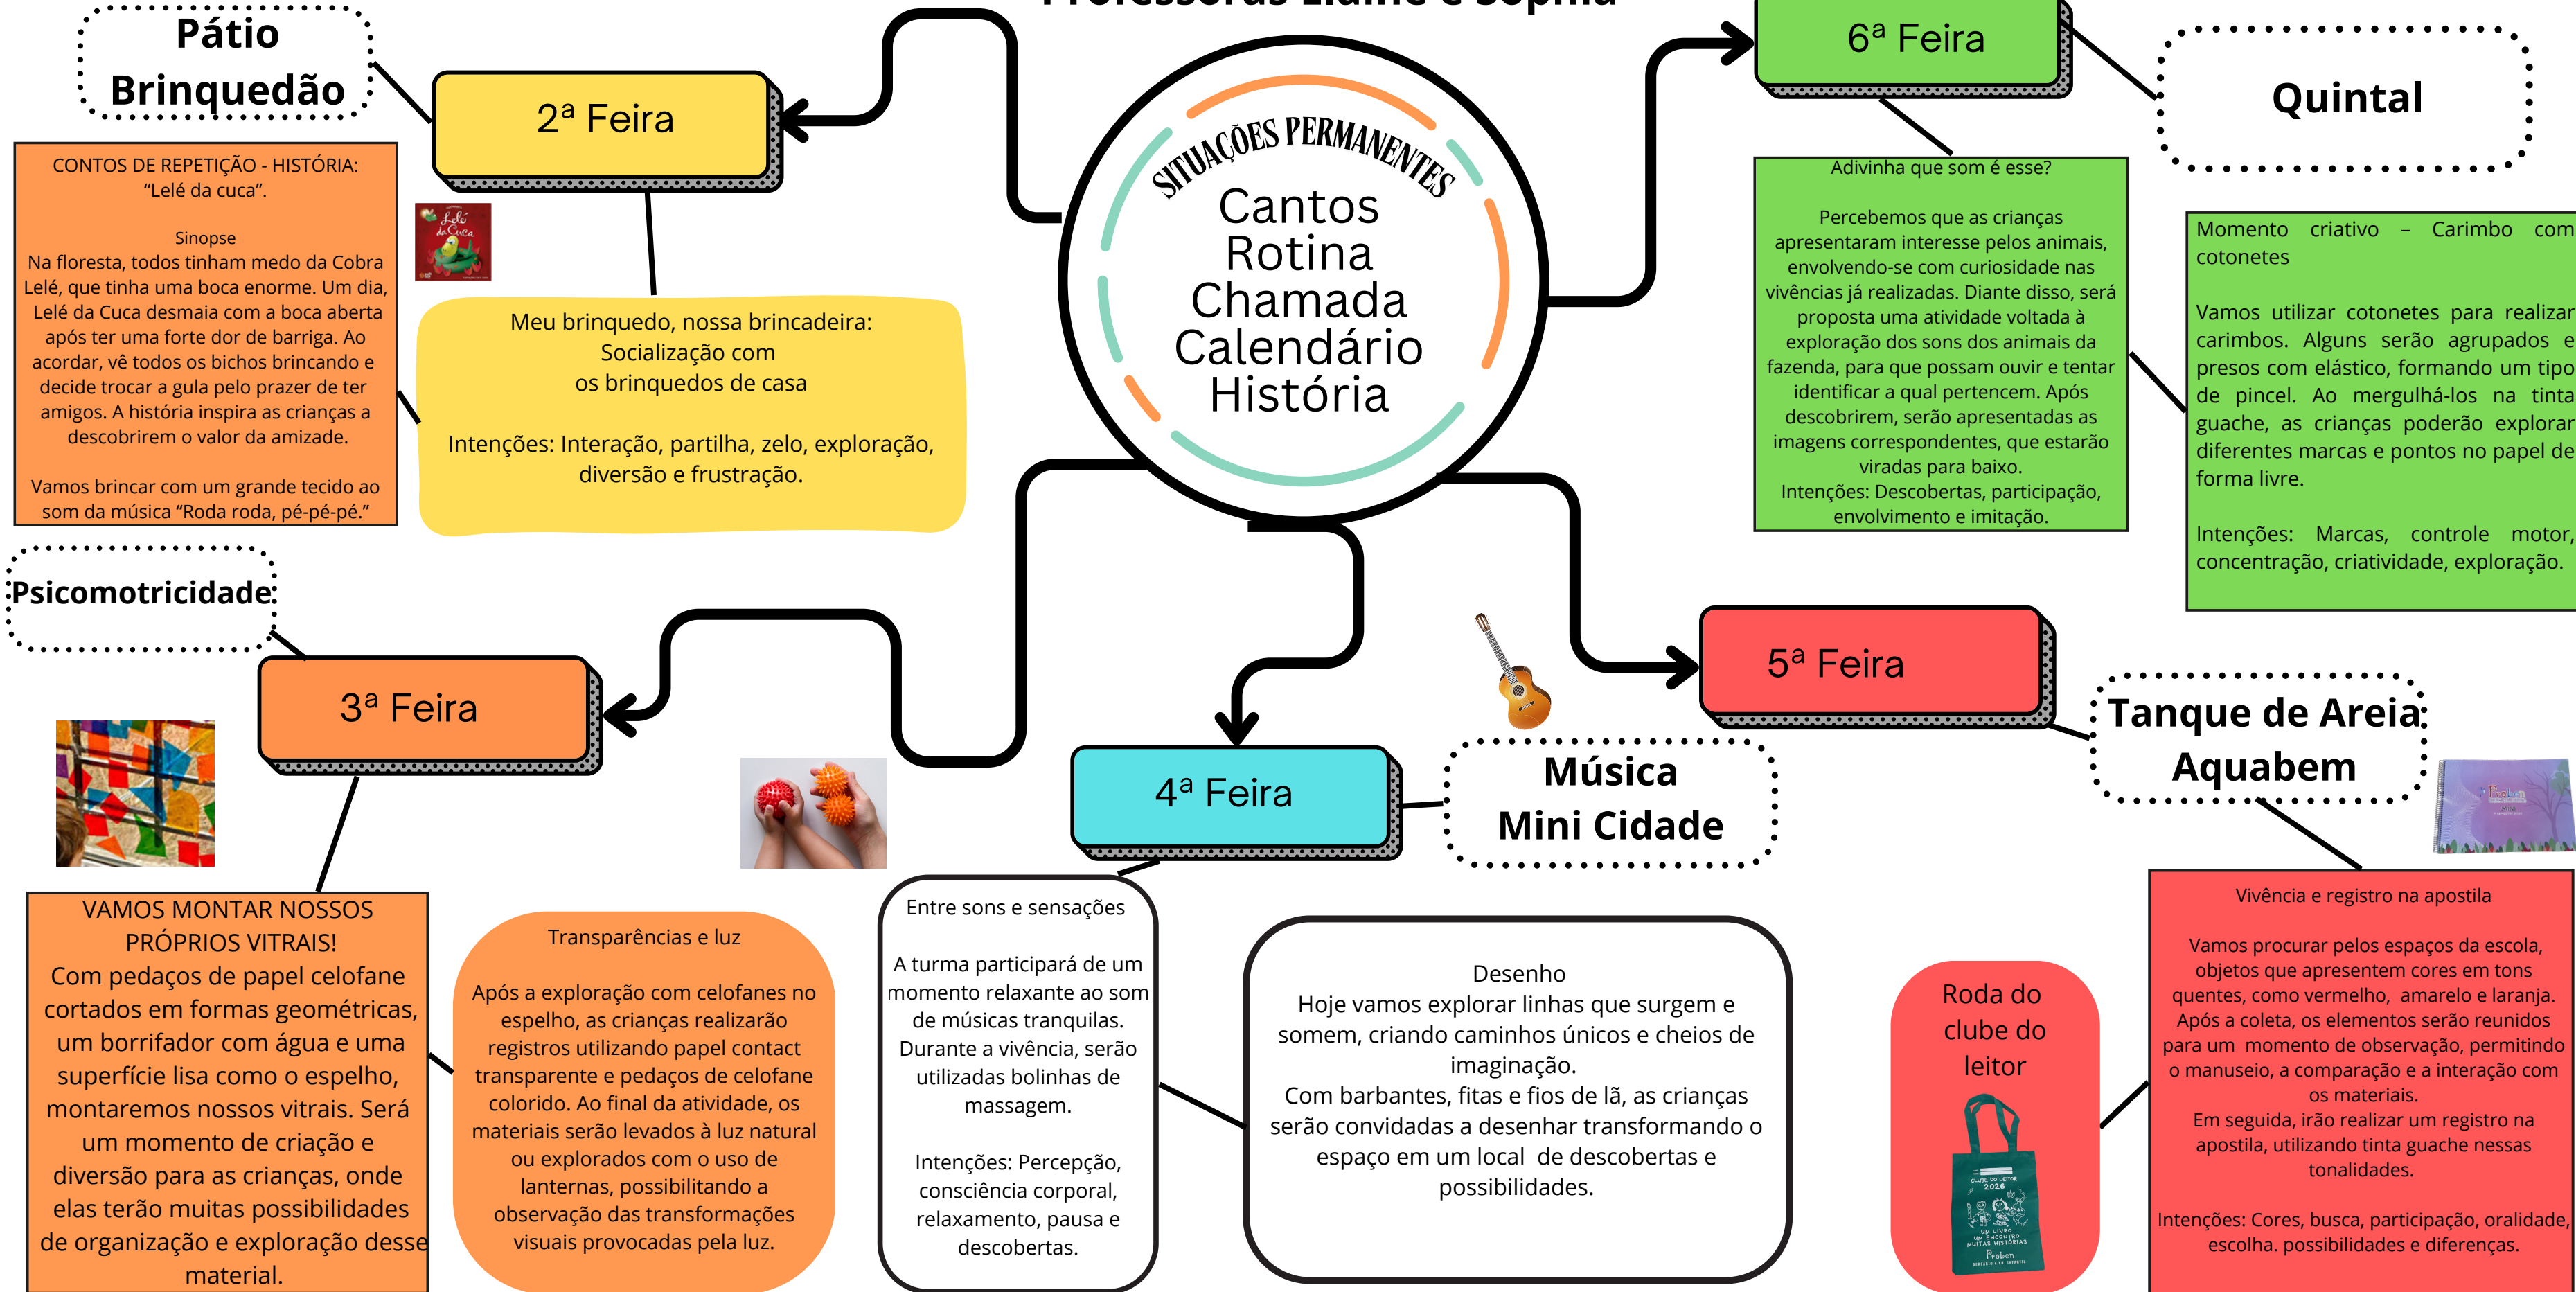 Professoras Elaine e Sophia
Pátio
Brinquedão
2ª Feira
CONTOS DE REPETIÇÃO - HISTÓRIA:
“Lelé da cuca”.
Sinopse
Na floresta, todos tinham medo da Cobra
Lelé, que tinha uma boca enorme. Um dia,
Lelé da Cuca desmaia com a boca aberta
após ter uma forte dor de barriga. Ao
acordar, vê todos os bichos brincando e
decide trocar a gula pelo prazer de ter
amigos. A história inspira as crianças a
descobrirem o valor da amizade.
Vamos brincar com um grande tecido ao
som da música “Roda roda, pé-pé-pé.”
Lelé
da Cuca
Meu brinquedo, nossa brincadeira:
Socialização com
os brinquedos de casa
Intenções: Interação, partilha, zelo, exploração,
diversão e frustração.
SITUAÇÕES PERMANENTES
Cantos
Rotina
Chamada
Calendário
História
6ª Feira
Quintal
Adivinha que som é esse?
Percebemos que as crianças
apresentaram interesse pelos animais,
envolvendo-se com curiosidade nas
vivências já realizadas. Diante disso, será
proposta uma atividade voltada à
exploração dos sons dos animais da
fazenda, para que possam ouvir e tentar
identificar a qual pertencem. Após
descobrirem, serão apresentadas as
imagens correspondentes, que estarão
viradas para baixo.
Intenções: Descobertas, participação,
envolvimento e imitação.
Momento criativo – Carimbo com
cotonetes
Vamos utilizar cotonetes para realizar
carimbos. Alguns serão agrupados e
presos com elástico, formando um tipo
de pincel. Ao mergulhá-los na tinta
guache, as crianças poderão explorar
diferentes marcas e pontos no papel de
forma livre.
Intenções: Marcas, controle motor,
concentração, criatividade, exploração.
Psicomotricidade
3ª Feira
VAMOS MONTAR NOSSOS
PRÓPRIOS VITRAIS!
Com pedaços de papel celofane
cortados em formas geométricas,
um borrifador com água e uma
superfície lisa como o espelho,
montaremos nossos vitrais. Será
um momento de criação e
diversão para as crianças, onde
elas terão muitas possibilidades
de organização e exploração desse
material.
Transparências e luz
Após a exploração com celofanes no
espelho, as crianças realizarão
registros utilizando papel contact
transparente e pedaços de celofane
colorido. Ao final da atividade, os
materiais serão levados à luz natural
ou explorados com o uso de
lanternas, possibilitando a
observação das transformações
visuais provocadas pela luz.
4ª Feira
Música
Mini Cidade
Entre sons e sensações
A turma participará de um
momento relaxante ao som
de músicas tranquilas.
Durante a vivência, serão
utilizadas bolinhas de
massagem.
Intenções: Percepção,
consciência corporal,
relaxamento, pausa e
descobertas.
Desenho
Hoje vamos explorar linhas que surgem e
somem, criando caminhos únicos e cheios de
imaginação.
Com barbantes, fitas e fios de lã, as crianças
serão convidadas a desenhar transformando o
espaço em um local de descobertas e
possibilidades.
5ª Feira
Tanque de Areia
Aquabem
Vivência e registro na apostila
Vamos procurar pelos espaços da escola,
objetos que apresentem cores em tons
quentes, como vermelho, amarelo e laranja.
Após a coleta, os elementos serão reunidos
para um momento de observação, permitindo
o manuseio, a comparação e a interação com
os materiais.
Em seguida, irão realizar um registro na
apostila, utilizando tinta guache nessas
tonalidades.
Intenções: Cores, busca, participação, oralidade,
escolha. possibilidades e diferenças.
Roda do
clube do
leitor
CLUBE DO LEITOR
2026
UM LIVRO
UM ENCONTRO
MUITAS HISTÓRIAS
Proben
BERÇÁRIO E ED. INFANTIL